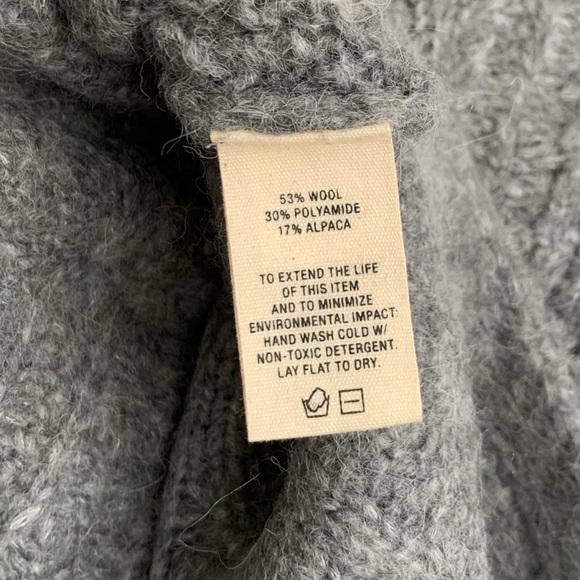 53% WOOL
30% POLYAMIDE
17% ALPACA
TO EXTEND THE LIFE
OF THIS ITEM
AND TO MINIMIZE
ENVIRONMENTAL IMPACT:
HAND WASH COLD W/
NON-TOXIC DETERGENT.
LAY FLAT TO DRY.